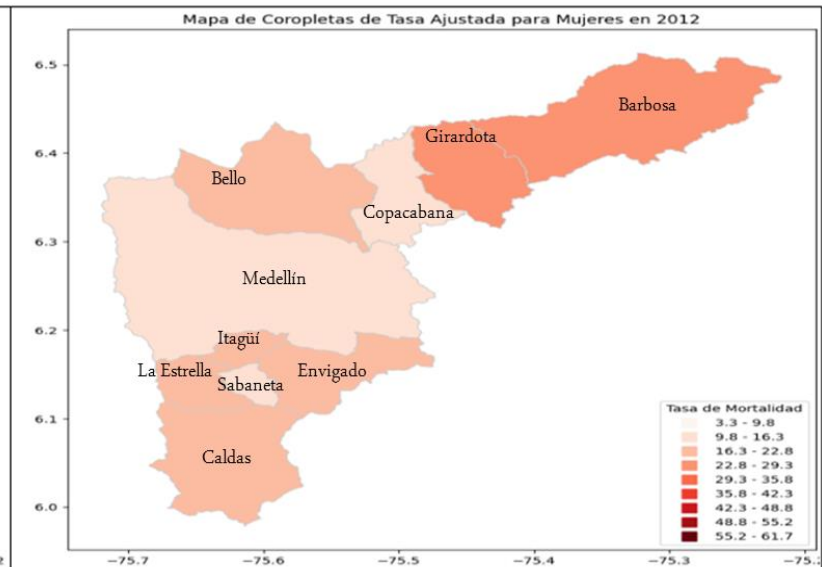 Mapa de Coropletas de Tasa Ajustada para Mujeres en 2012
6.5
Barbosa
Girardota
6.4
Bello
Copacabana
6.3
Medellín
6.2
Itagüí
La Estrella
Envigado
Sabaneta
6.1
Tasa de Mortalidad
3.3 - 9.8
9.8 - 16.3
16.3 - 22.8
22.8 - 29.3
29.3 - 35.8
35.8 - 42.3
42.3 - 48.8
48.8 - 55.2
55.2 - 61.7
Caldas
6.0
−75.7 −75.6 −75.5 −75.4 −75.3